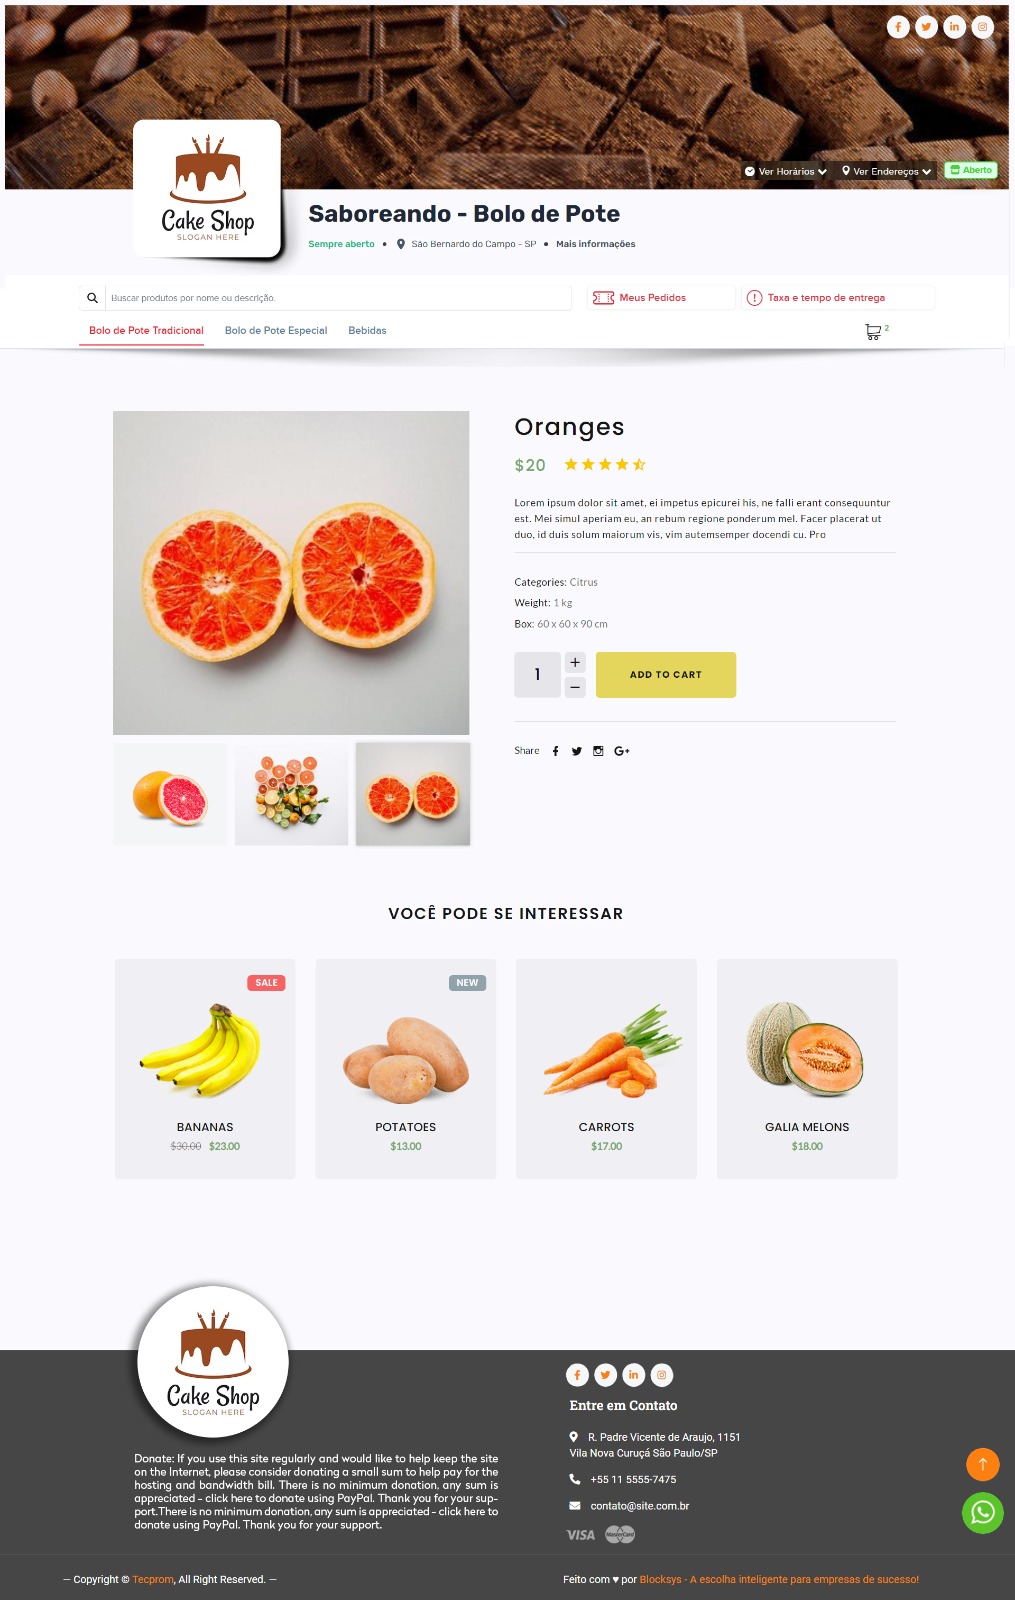 Ver Horários
Ver Endereços
Aberto
Cake Shop
SLOGAN HERE
Saboreando - Bolo de Pote
Sempre aberto • São Bernardo do Campo - SP • Mais informações
Buscar produtos por nome ou descrição.
Meus Pedidos
Taxa e tempo de entrega
Bolo de Pote Tradicional
Bolo de Pote Especial
Bebidas
2
Oranges
$20
Lorem ipsum dolor sit amet, ei impetus epicurei his, ne falli erant consequuntur
est. Mei simul aperiam eu, an rebum regione ponderum mel. Facer placerat ut
duo, id duis solum maiorum vis, vim autemsemper docendi cu. Pro
Categories: Citrus
Weight: 1 kg
Box: 60 x 60 x 90 cm
1
+
−
ADD TO CART
Share
VOCÊ PODE SE INTERESSAR
SALE
BANANAS
$30.00 $23.00
NEW
POTATOES
$13.00
CARROTS
$17.00
GALIA MELONS
$18.00
Cake Shop
SLOGAN HERE
Donate: If you use this site regularly and would like to help keep the site
on the Internet, please consider donating a small sum to help pay for the
hosting and bandwidth bill. There is no minimum donation, any sum is
appreciated - click here to donate using PayPal. Thank you for your sup-
port.There is no minimum donation, any sum is appreciated - click here to
donate using PayPal. Thank you for your support.
Entre em Contato
R. Padre Vicente de Araujo, 1151
Vila Nova Curuçá São Paulo/SP
+55 11 5555-7475
contato@site.com.br
VISA
MasterCard
— Copyright © Tecprom, All Right Reserved. —
Feito com ♥ por Blocksys - A escolha inteligente para empresas de sucesso!